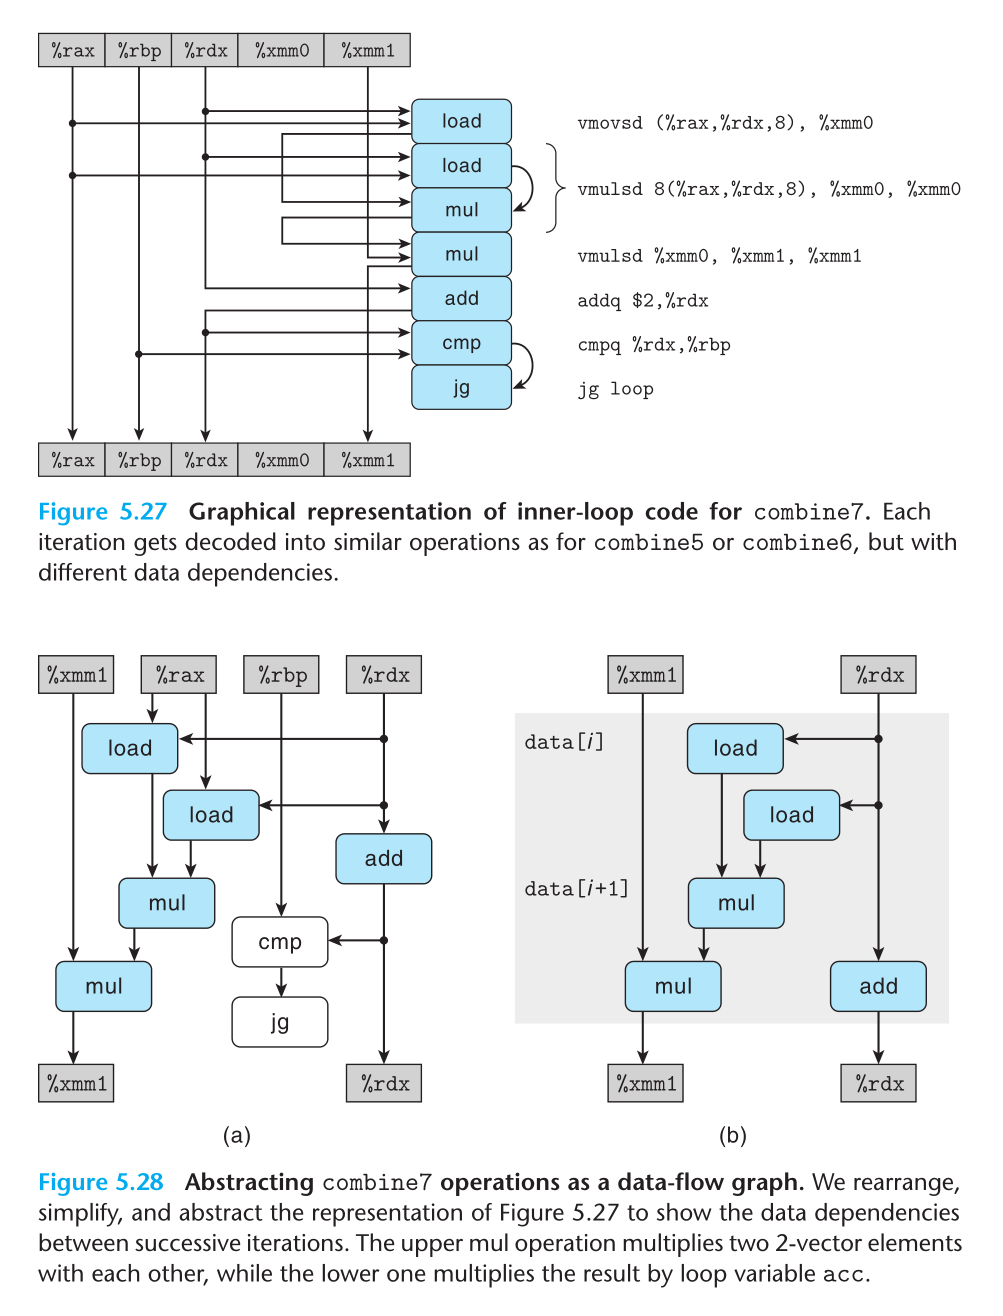 %rax %rbp %rdx %xmm0 %xmm1
load vmovsd (%rax,%rdx,8), %xmm0
load
vmulsd 8(%rax,%rdx,8), %xmm0, %xmm0
mul
mul vmulsd %xmm0, %xmm1, %xmm1
add addq $2,%rdx
cmp cmpq %rdx,%rbp
jg jg loop
%rax %rbp %rdx %xmm0 %xmm1
Figure 5.27 Graphical representation of inner-loop code for combine7. Each
iteration gets decoded into similar operations as for combine5 or combine6, but with
different data dependencies.
%xmm1 %rax %rbp %rdx
load
load
add
mul
cmp
mul
jg
%xmm1 %rdx
(a)
%xmm1 %rdx
data[i] load
load
data[i+1] mul
mul add
%xmm1 %rdx
(b)
Figure 5.28 Abstracting combine7 operations as a data-flow graph. We rearrange,
simplify, and abstract the representation of Figure 5.27 to show the data dependencies
between successive iterations. The upper mul operation multiplies two 2-vector elements
with each other, while the lower one multiplies the result by loop variable acc.